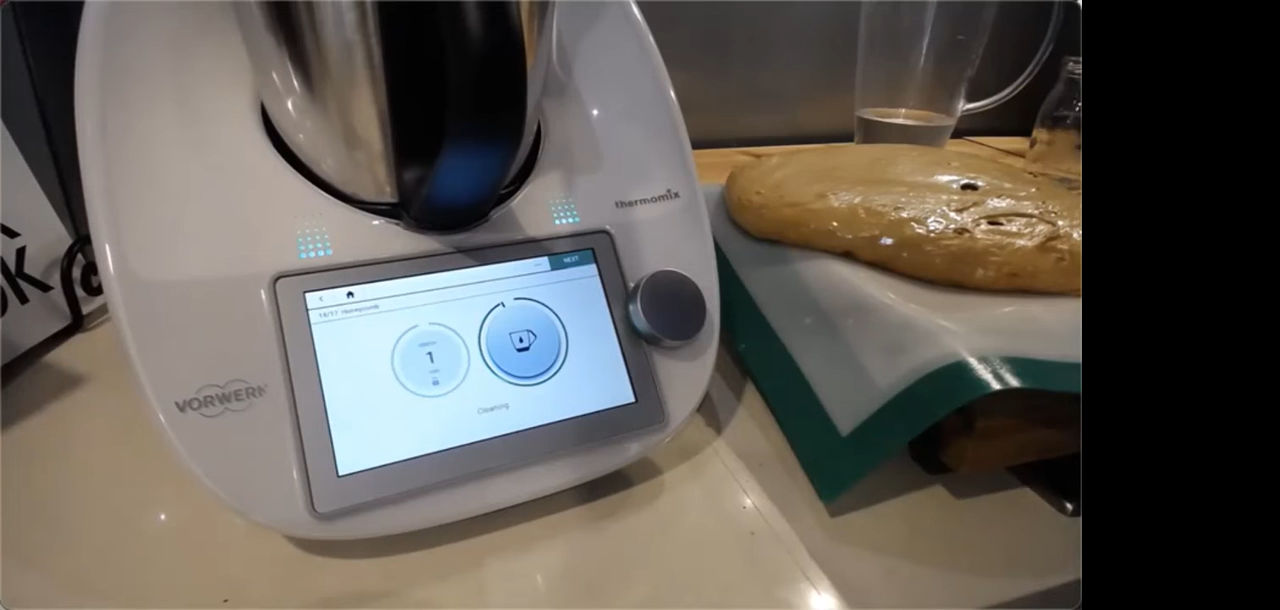 thermomix
NEXT
14/17 Honeycomb
1
Cleaning
VORWERK